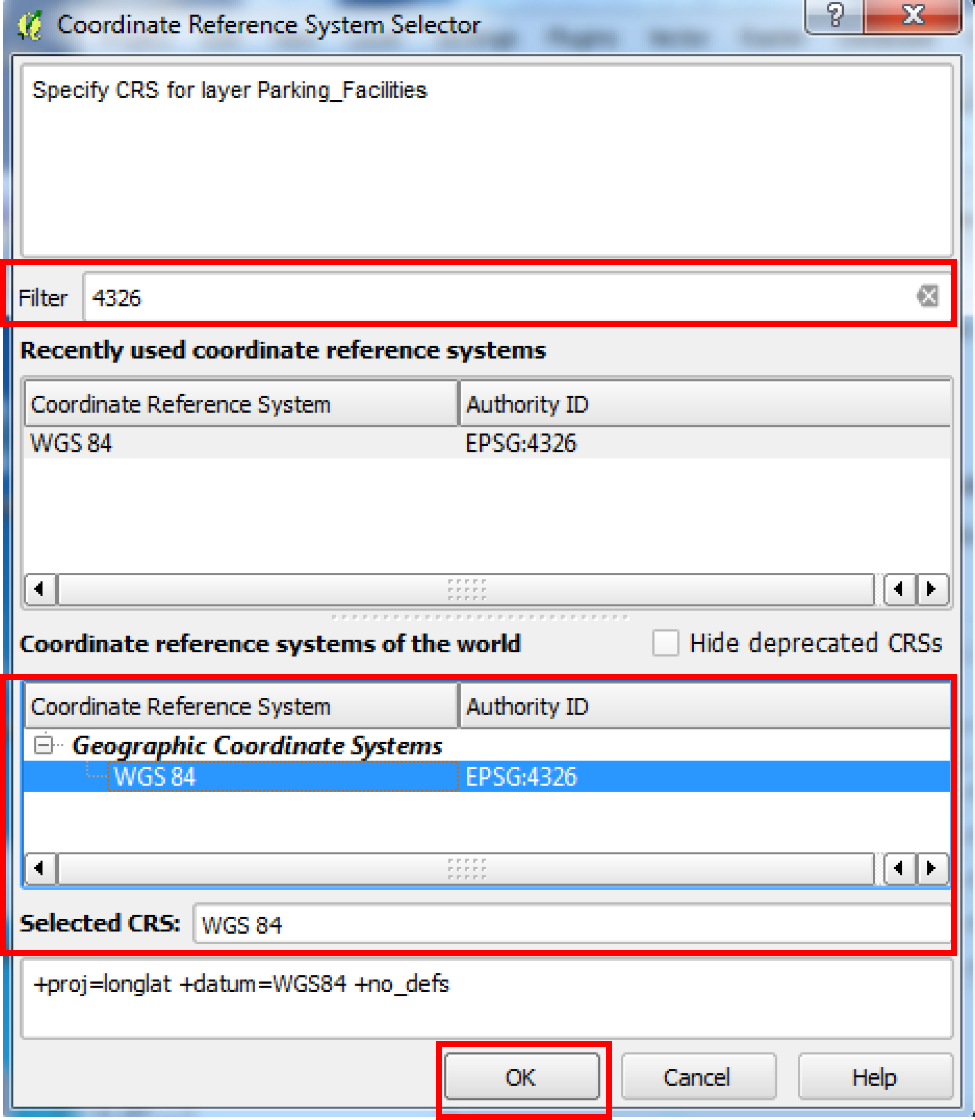 Coordinate Reference System Selector
?
X
Specify CRS for layer Parking_Facilities
Filter 4326
Recently used coordinate reference systems
Coordinate Reference System Authority ID
WGS 84 EPSG:4326
Coordinate reference systems of the world Hide deprecated CRSs
Coordinate Reference System Authority ID
Geographic Coordinate Systems
WGS 84 EPSG:4326
Selected CRS: WGS 84
+proj=longlat +datum=WGS84 +no_defs
OK Cancel Help